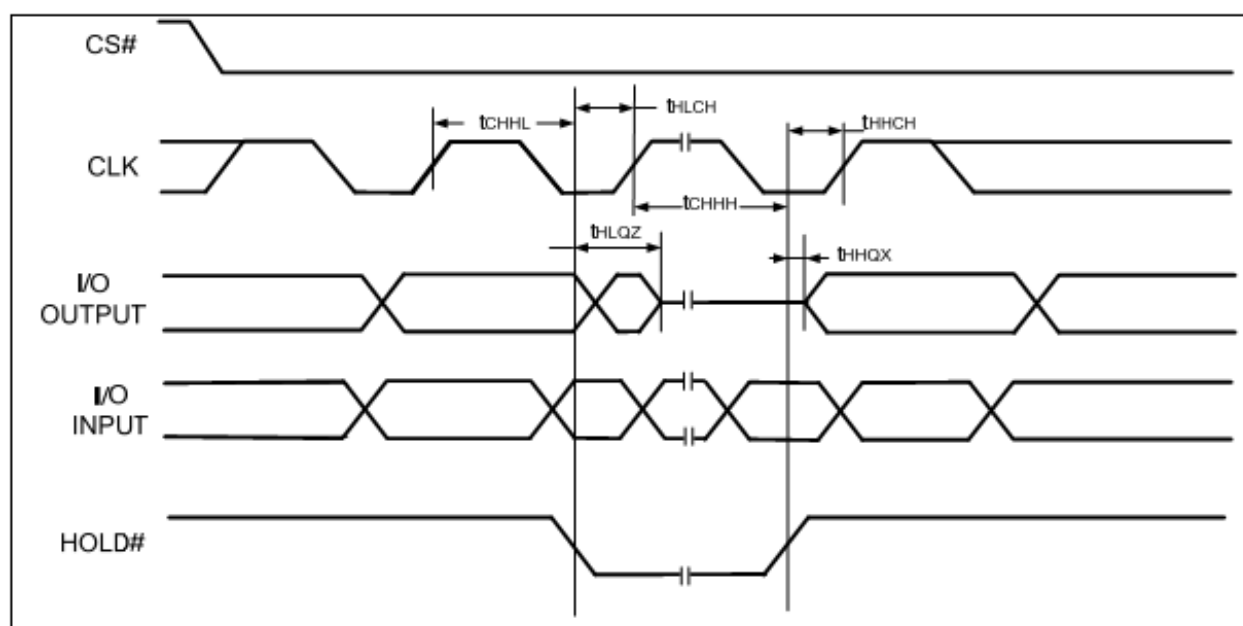 CS#
tHLCH
tCHHL
tHHCH
CLK
tCHHH
tHLQZ
tHHQX
I/O
OUTPUT
I/O
INPUT
HOLD#